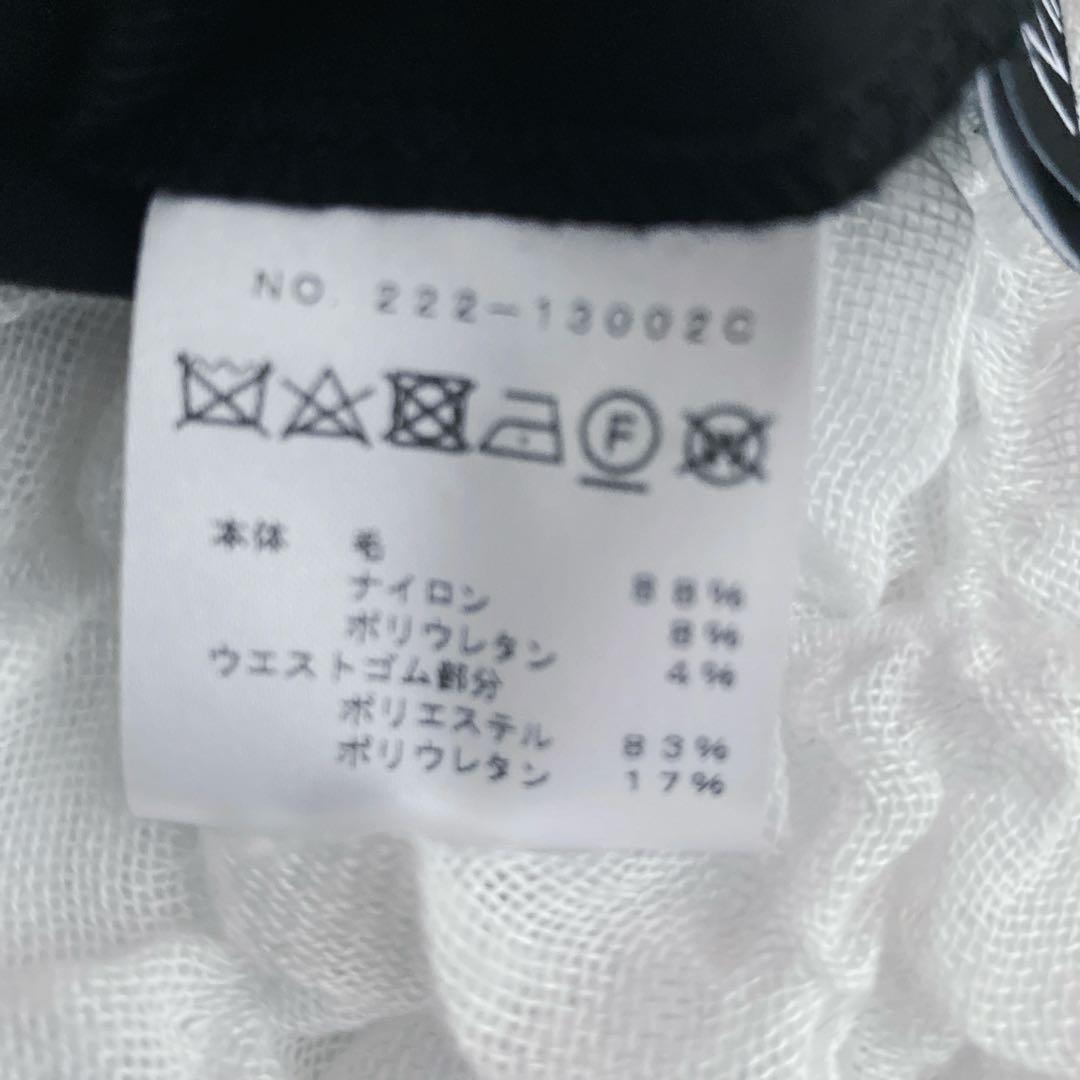 NO. 222-13002C
F
W
本体 毛 88%
ナイロン 8%
ポリウレタン 4%
ウエストゴム部分
ポリエステル 83%
ポリウレタン 17%